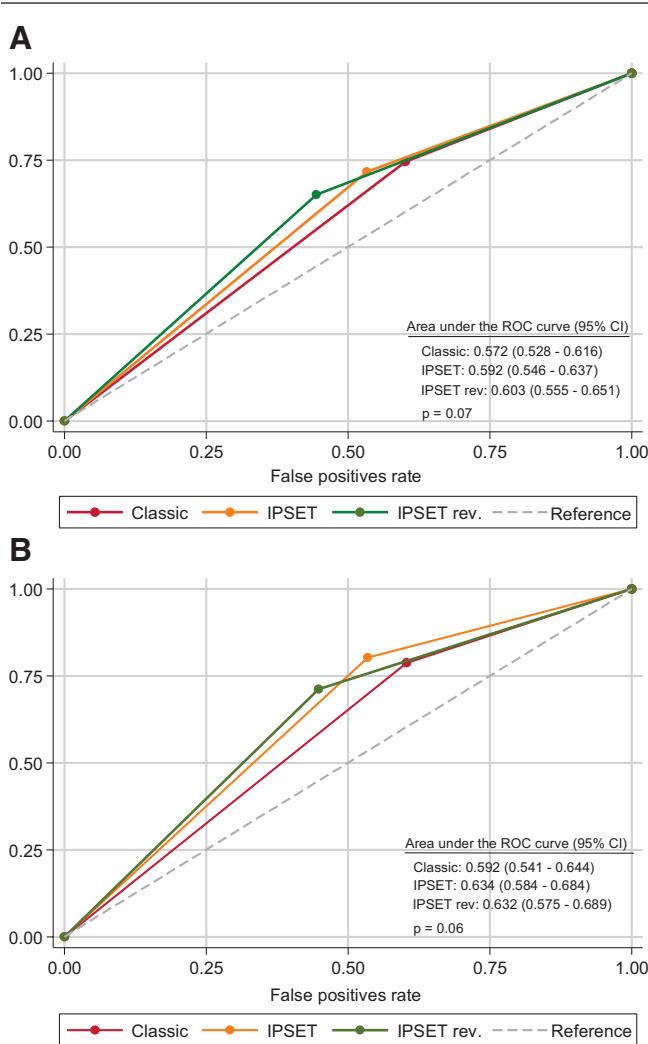 A
1.00
0.75
0.50
0.25
0.00
Area under the ROC curve (95% CI)
Classic: 0.572 (0.528 - 0.616)
IPSET: 0.592 (0.546 - 0.637)
IPSET rev: 0.603 (0.555 - 0.651)
p = 0.07
0.00 0.25 0.50 0.75 1.00
False positives rate
Classic IPSET IPSET rev. Reference
B
1.00
0.75
0.50
0.25
0.00
Area under the ROC curve (95% CI)
Classic: 0.592 (0.541 - 0.644)
IPSET: 0.634 (0.584 - 0.684)
IPSET rev: 0.632 (0.575 - 0.689)
p = 0.06
0.00 0.25 0.50 0.75 1.00
False positives rate
Classic IPSET IPSET rev. Reference